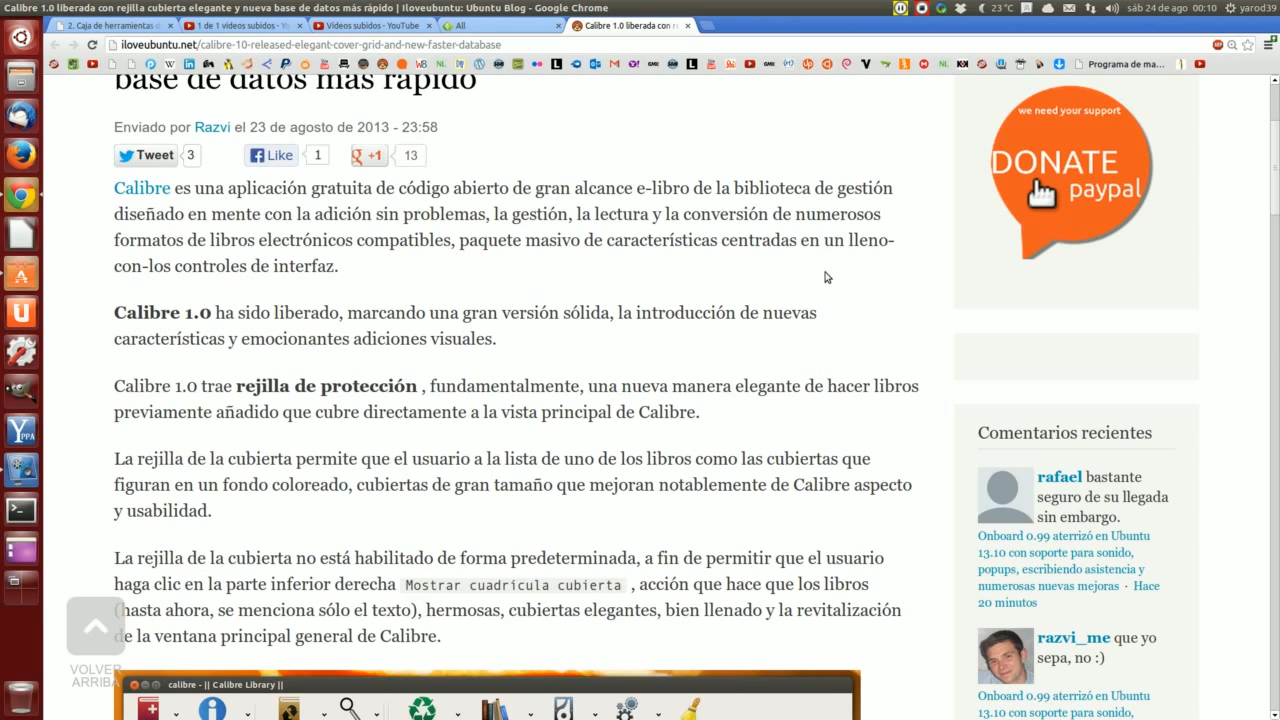 Calibre 1.0 liberada con rejilla cubierta elegante y nueva base de datos más rápido | Iloveubuntu: Ubuntu Blog - Google Chrome
23 °C
sáb 24 de ago 00:10
yarod39
2. Caja de herramientas d
1 de 1 videos subidos - Yo
Videos subidos - YouTube
All
Calibre 1.0 liberada con re
iloveubuntu.net/calibre-10-released-elegant-cover-grid-and-new-faster-database
Programa de ma...
base de datos más rápido
Enviado por Razvi el 23 de agosto de 2013 - 23:58
Tweet 3 Like 1 +1 13
Calibre es una aplicación gratuita de código abierto de gran alcance e-libro de la biblioteca de gestión
diseñado en mente con la adición sin problemas, la gestión, la lectura y la conversión de numerosos
formatos de libros electrónicos compatibles, paquete masivo de características centradas en un lleno-
con-los controles de interfaz.
Calibre 1.0 ha sido liberado, marcando una gran versión sólida, la introducción de nuevas
características y emocionantes adiciones visuales.
Calibre 1.0 trae rejilla de protección , fundamentalmente, una nueva manera elegante de hacer libros
previamente añadido que cubre directamente a la vista principal de Calibre.
La rejilla de la cubierta permite que el usuario a la lista de uno de los libros como las cubiertas que
figuran en un fondo coloreado, cubiertas de gran tamaño que mejoran notablemente de Calibre aspecto
y usabilidad.
La rejilla de la cubierta no está habilitado de forma predeterminada, a fin de permitir que el usuario
haga clic en la parte inferior derecha Mostrar cuadrícula cubierta , acción que hace que los libros
(hasta ahora, se menciona sólo el texto), hermosas, cubiertas elegantes, bien llenado y la revitalización
de la ventana principal general de Calibre.
VOLVER
ARRIBA
calibre - || Calibre Library ||
we need your support
DONATE
paypal
Comentarios recientes
rafael bastante
seguro de su llegada
sin embargo.
Onboard 0.99 aterrizó en Ubuntu
13.10 con soporte para sonido,
popups, escribiendo asistencia y
numerosas nuevas mejoras · Hace
20 minutos
razvi_me que yo
sepa, no :)
Onboard 0.99 aterrizó en Ubuntu
13.10 con soporte para sonido,